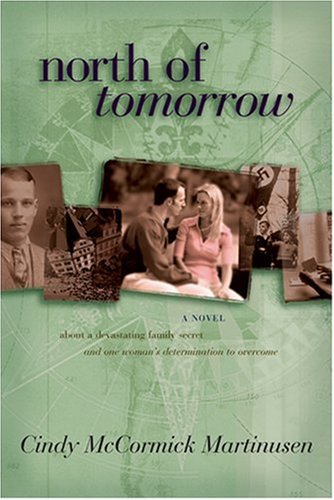 north of
tomorrow
A NOVEL
about a devastating family secret
and one woman's determination to overcome
Cindy McCormick Martinusen